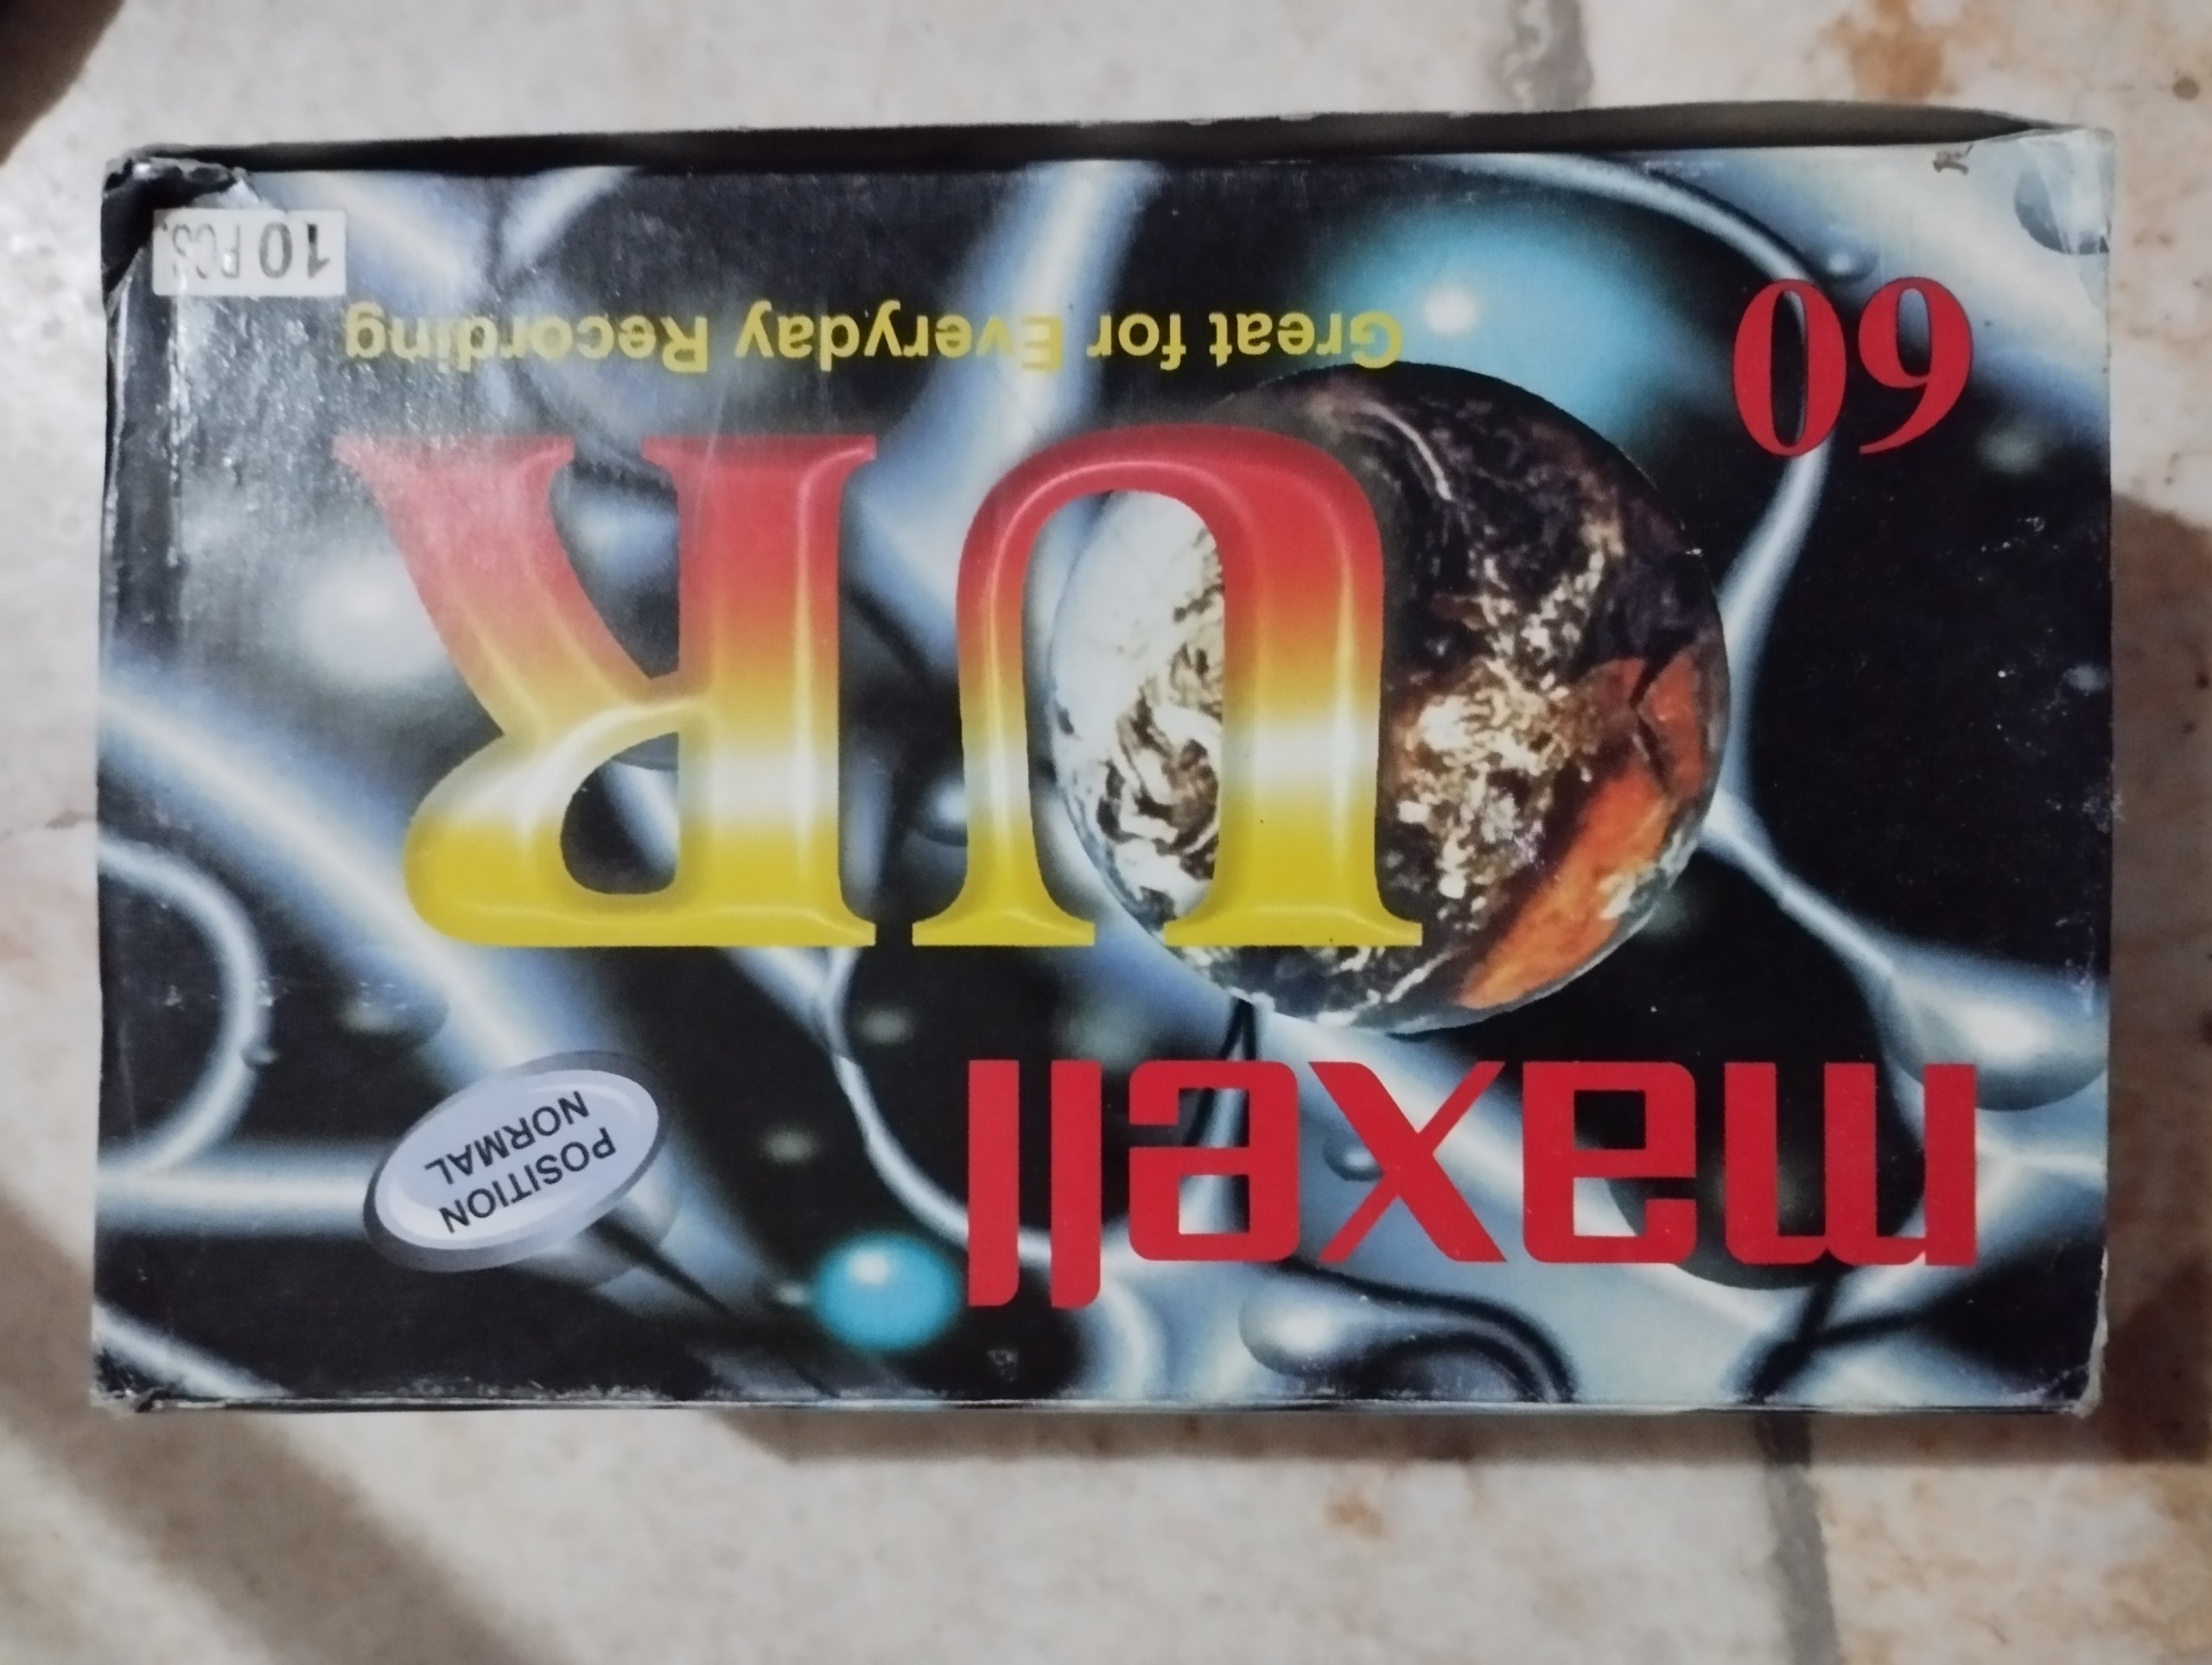 maxell
POSITION
NORMAL
UR
60
Great for Everyday Recording
10 PCS.